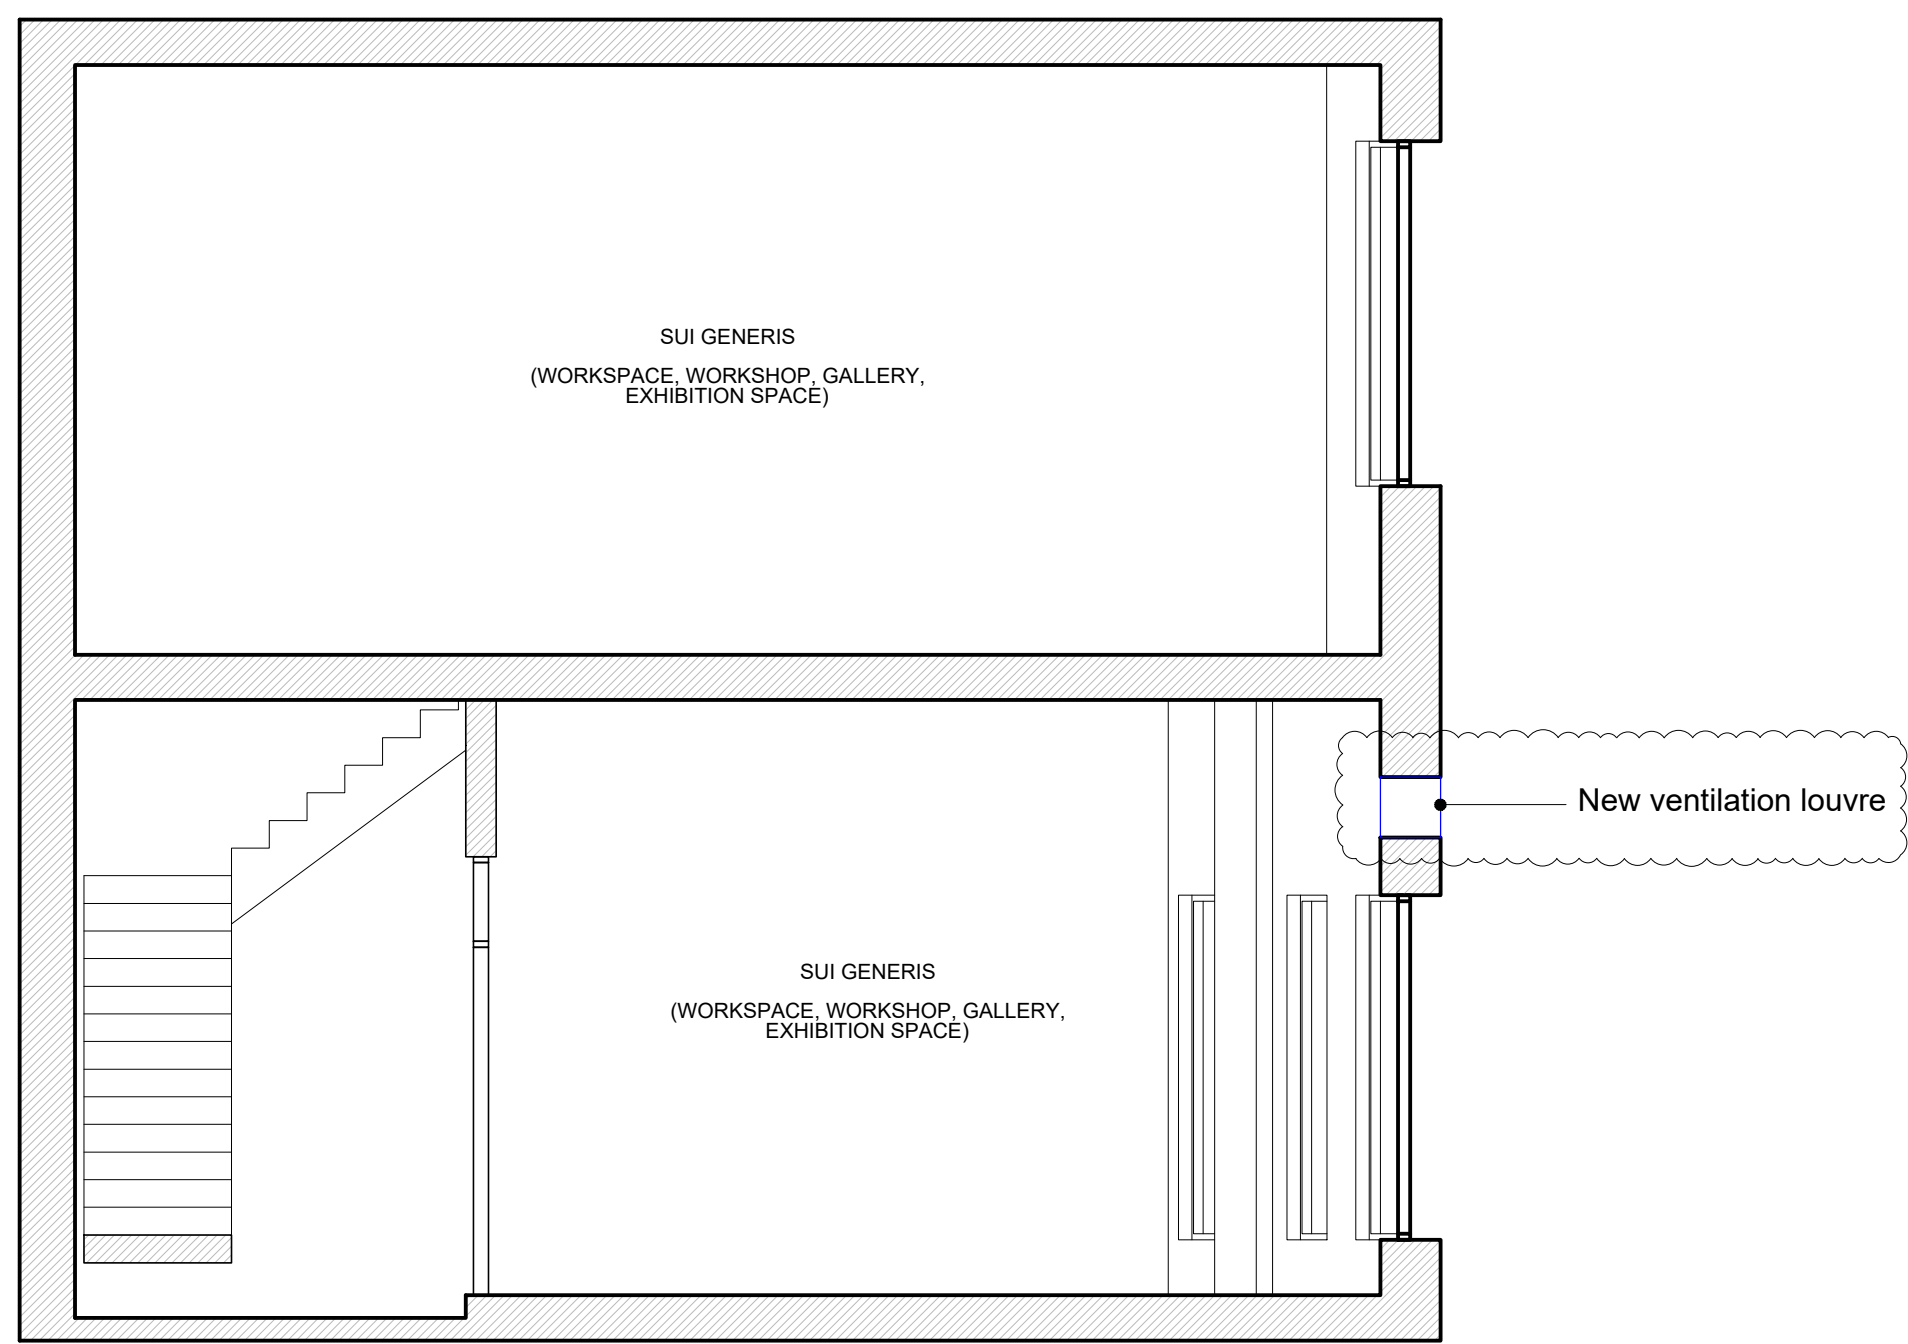 SUI GENERIS
(WORKSPACE, WORKSHOP, GALLERY,
EXHIBITION SPACE)
New ventilation louvre
SUI GENERIS
(WORKSPACE, WORKSHOP, GALLERY,
EXHIBITION SPACE)